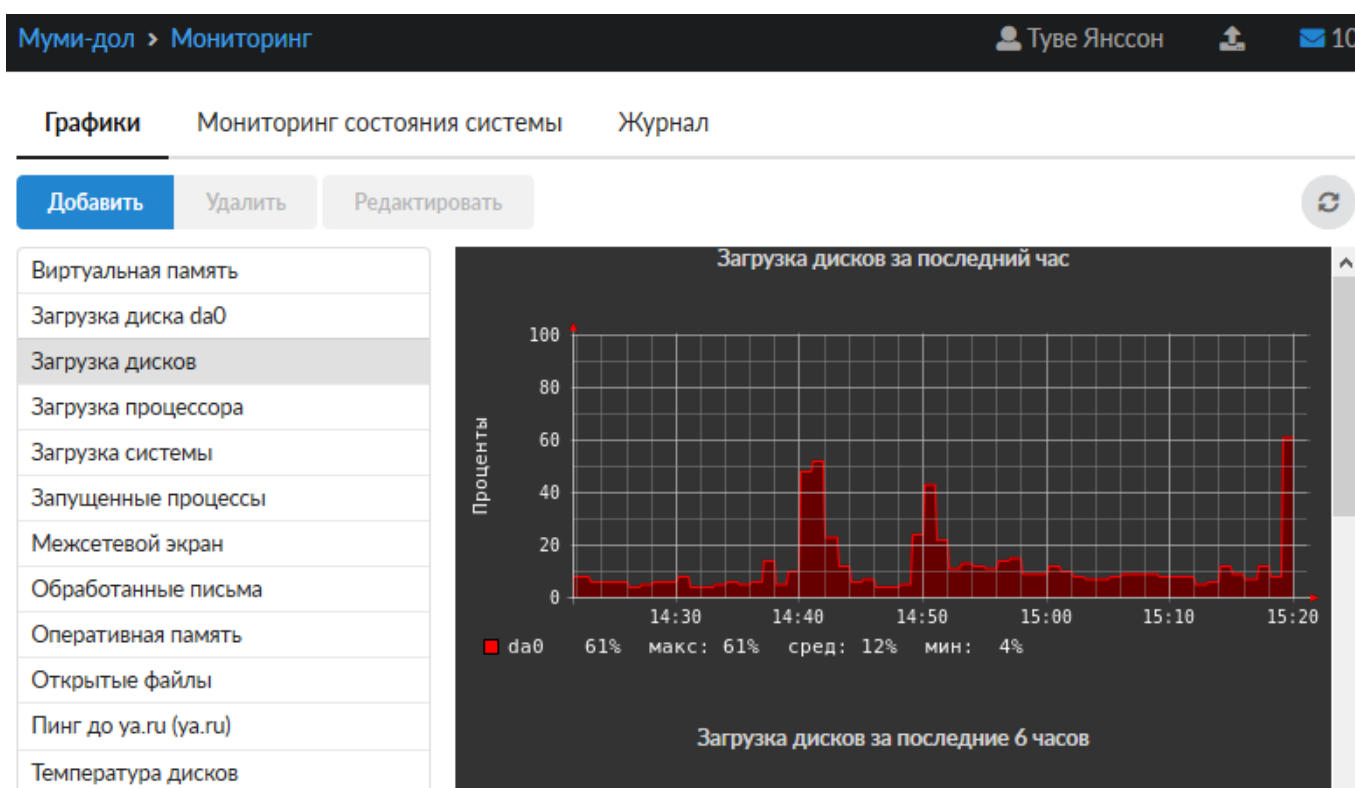 Муми-дол > Мониторинг Туве Янссон 10
Графики Мониторинг состояния системы Журнал
Добавить Удалить Редактировать
Виртуальная память
Загрузка диска da0
Загрузка дисков
Загрузка процессора
Загрузка системы
Запущенные процессы
Межсетевой экран
Обработанные письма
Оперативная память
Открытые файлы
Пинг до ya.ru (ya.ru)
Температура дисков
Загрузка дисков за последний час
Проценты
100
80
60
40
20
0
14:30 14:40 14:50 15:00 15:10 15:20
da0 61% макс: 61% сред: 12% мин: 4%
Загрузка дисков за последние 6 часов